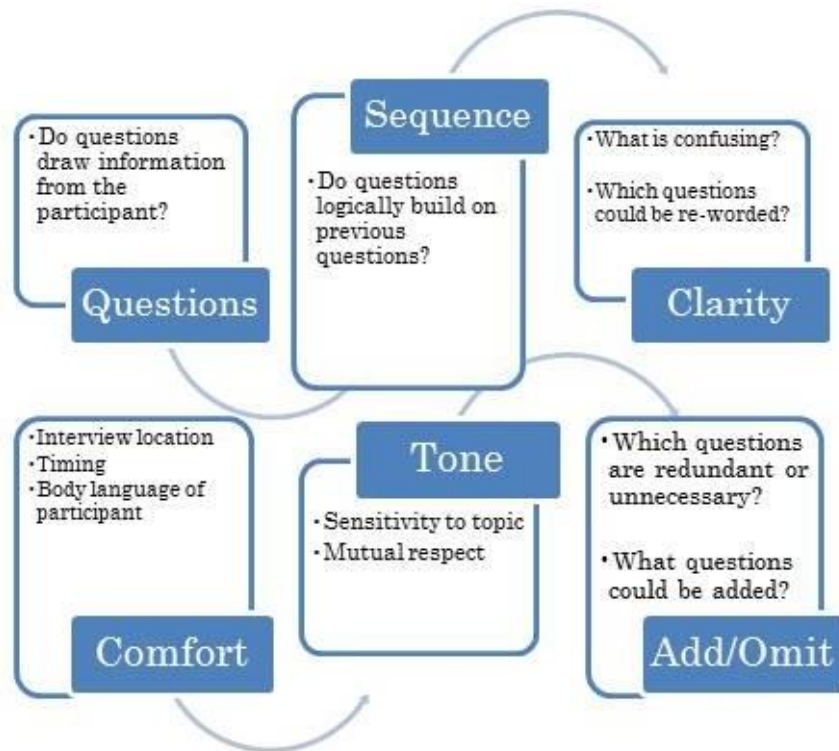 • Do questions
draw information
from the
participant?
Questions
Sequence
• Do questions
logically build on
previous
questions?
• What is confusing?
• Which questions
could be re-worded?
Clarity
• Interview location
• Timing
• Body language of
participant
Comfort
Tone
• Sensitivity to topic
• Mutual respect
• Which questions
are redundant or
unnecessary?
• What questions
could be added?
Add/Omit